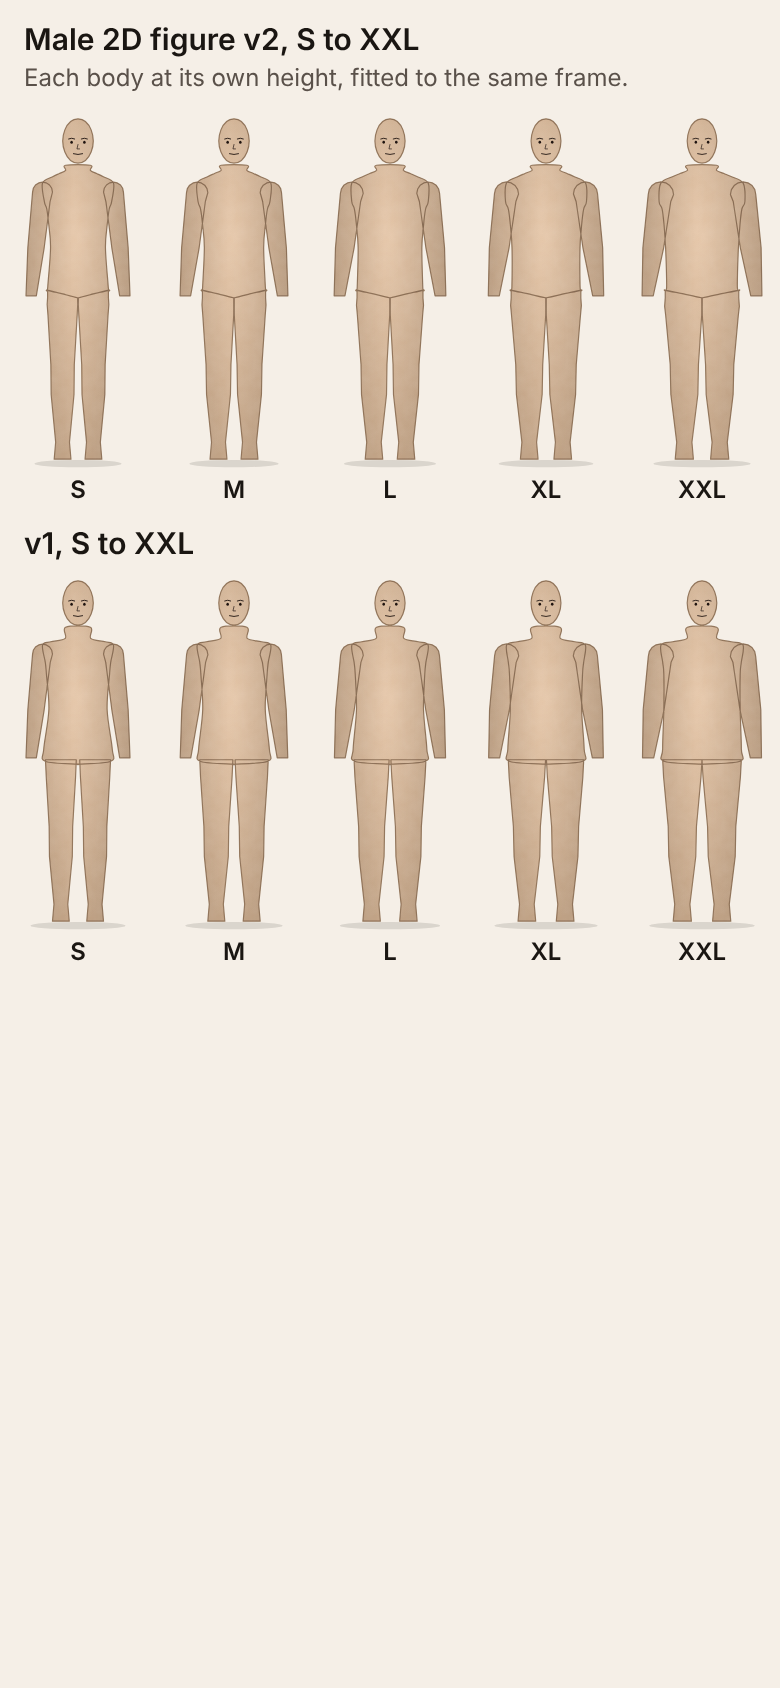 Male 2D figure v2, S to XXL
Each body at its own height, fitted to the same frame.
S M L XL XXL
v1, S to XXL
S M L XL XXL